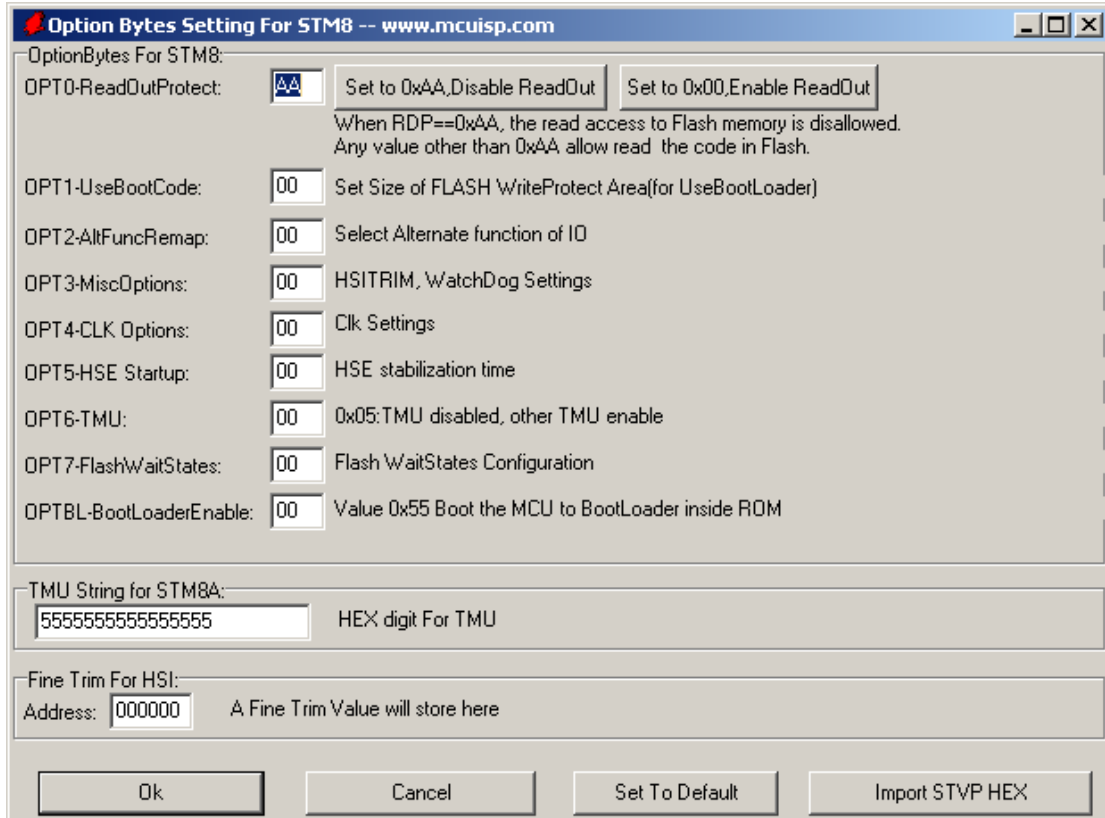 Option Bytes Setting For STM8 -- www.mcuisp.com
OptionBytes For STM8:
OPT0-ReadOutProtect: AA Set to 0xAA,Disable ReadOut Set to 0x00,Enable ReadOut
When RDP==0xAA, the read access to Flash memory is disallowed.
Any value other than 0xAA allow read the code in Flash.
OPT1-UseBootCode: 00 Set Size of FLASH WriteProtect Area(for UseBootLoader)
OPT2-AltFuncRemap: 00 Select Alternate function of IO
OPT3-MiscOptions: 00 HSITRIM, WatchDog Settings
OPT4-CLK Options: 00 Clk Settings
OPT5-HSE Startup: 00 HSE stabilization time
OPT6-TMU: 00 0x05:TMU disabled, other TMU enable
OPT7-FlashWaitStates: 00 Flash WaitStates Configuration
OPTBL-BootLoaderEnable: 00 Value 0x55 Boot the MCU to BootLoader inside ROM
TMU String for STM8A:
5555555555555555 HEX digit For TMU
Fine Trim For HSI:
Address: 000000 A Fine Trim Value will store here
Ok Cancel Set To Default Import STVP HEX